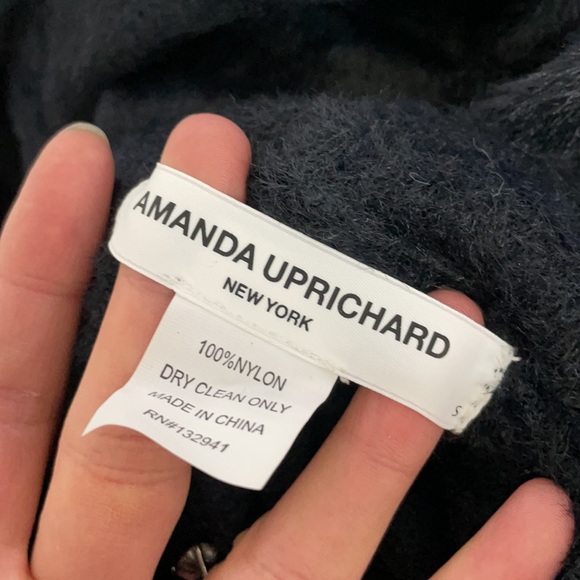 AMANDA UPRICHARD
NEW YORK
S
100%NYLON
DRY CLEAN ONLY
MADE IN CHINA
RN#132941